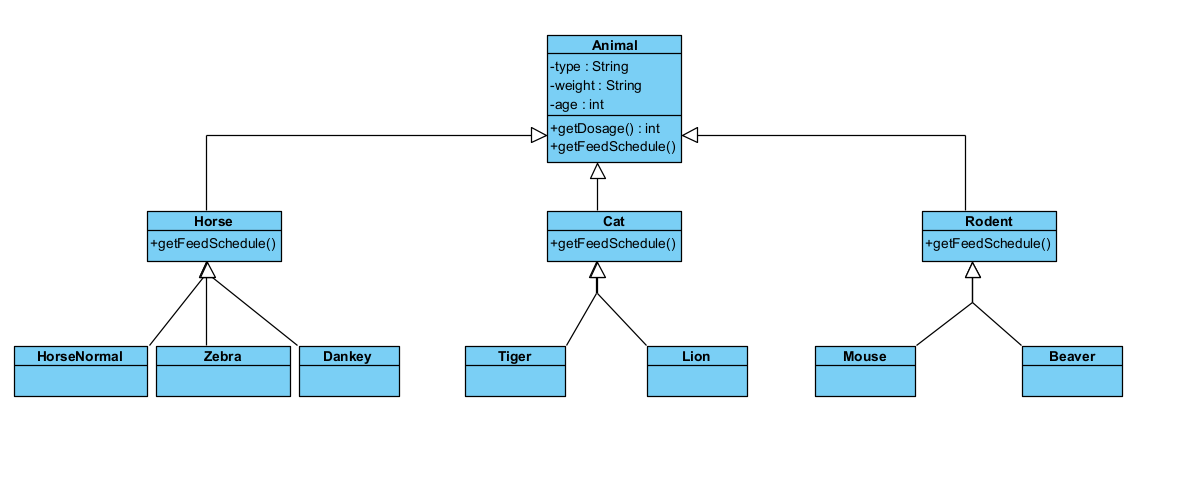 Animal
-type : String
-weight : String
-age : int
+getDosage() : int
+getFeedSchedule()
Horse
+getFeedSchedule()
Cat
+getFeedSchedule()
Rodent
+getFeedSchedule()
HorseNormal
Zebra
Dankey
Tiger
Lion
Mouse
Beaver